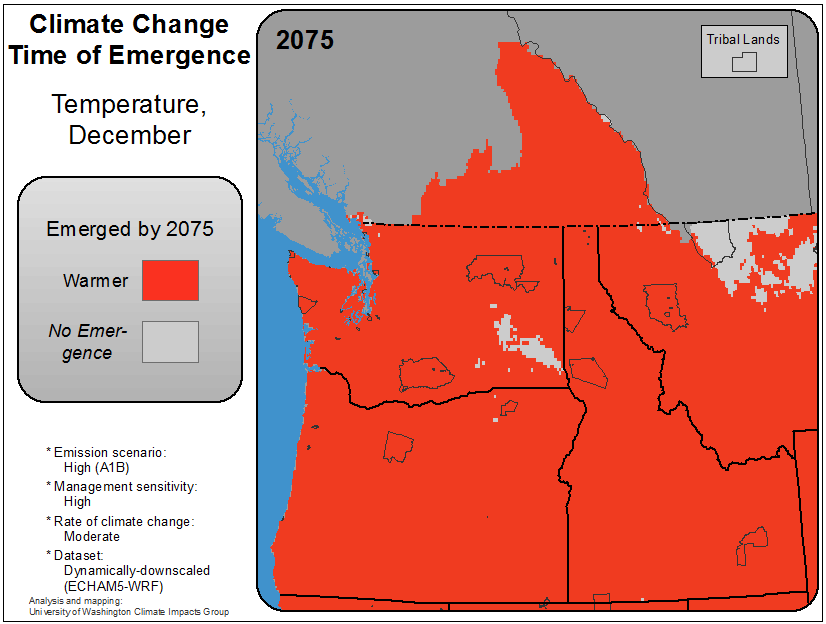 Climate Change
Time of Emergence
Temperature,
December
Emerged by 2075
Warmer
No Emer-
gence
* Emission scenario:
High (A1B)
* Management sensitivity:
High
* Rate of climate change:
Moderate
* Dataset:
Dynamically-downscaled
(ECHAM5-WRF)
Analysis and mapping:
University of Washington Climate Impacts Group
2075
Tribal Lands